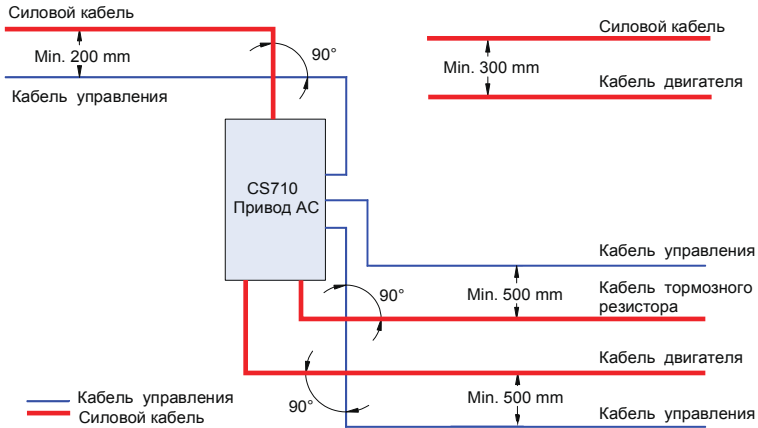 Силовой кабель
Min. 200 mm
90°
Кабель управления
Силовой кабель
Min. 300 mm
Кабель двигателя
CS710
Привод AC
Кабель управления
90°
Min. 500 mm
Кабель тормозного
резистора
Кабель двигателя
90°
Min. 500 mm
Кабель управления
Кабель управления
Силовой кабель